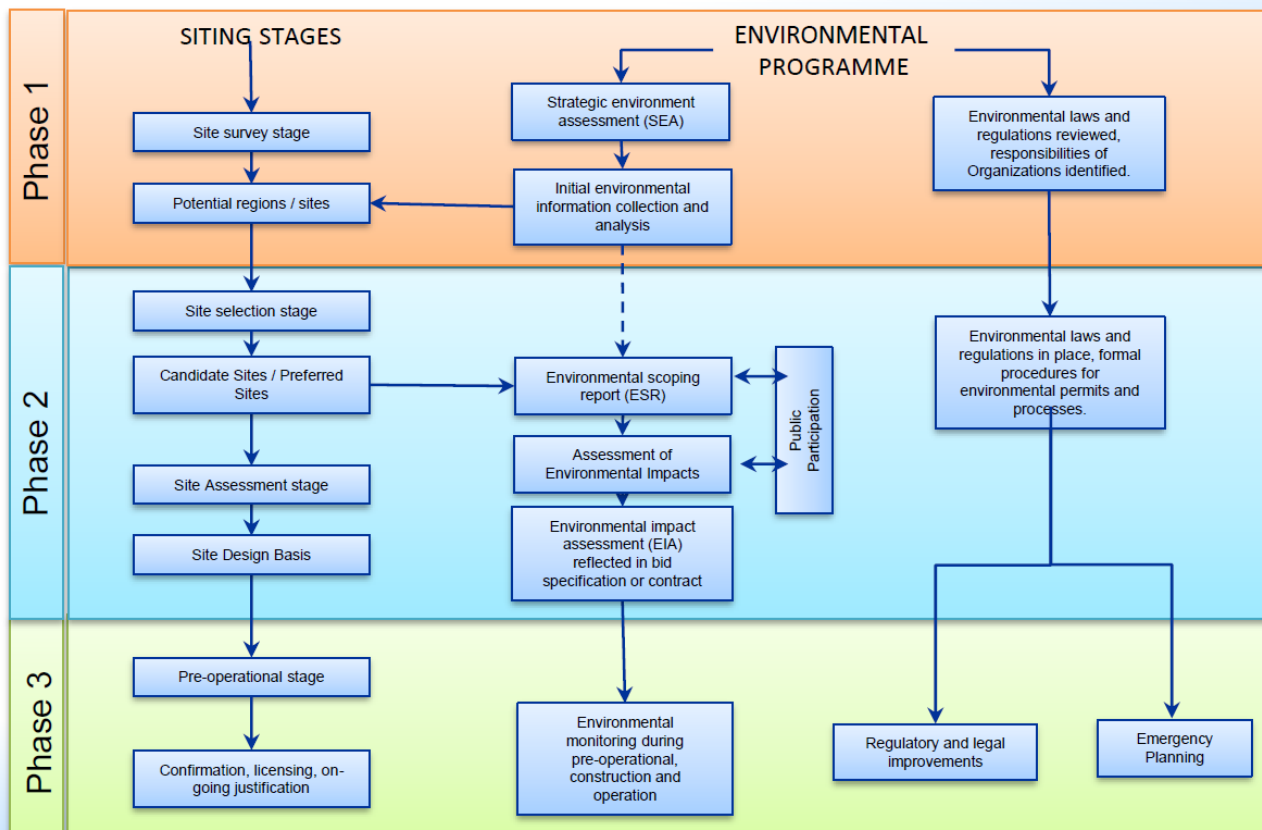 SITING STAGES
ENVIRONMENTAL
PROGRAMME
Phase 1
Site survey stage
Potential regions / sites
Strategic environment
assessment (SEA)
Initial environmental
information collection and
analysis
Environmental laws and
regulations reviewed,
responsibilities of
Organizations identified.
Phase 2
Site selection stage
Candidate Sites / Preferred
Sites
Site Assessment stage
Site Design Basis
Environmental scoping
report (ESR)
Assessment of
Environmental Impacts
Environmental impact
assessment (EIA)
reflected in bid
specification or contract
Public
Participation
Environmental laws and
regulations in place, formal
procedures for
environmental permits and
processes.
Phase 3
Pre-operational stage
Confirmation, licensing, on-
going justification
Environmental
monitoring during
pre-operational,
construction and
operation
Regulatory and legal
improvements
Emergency
Planning